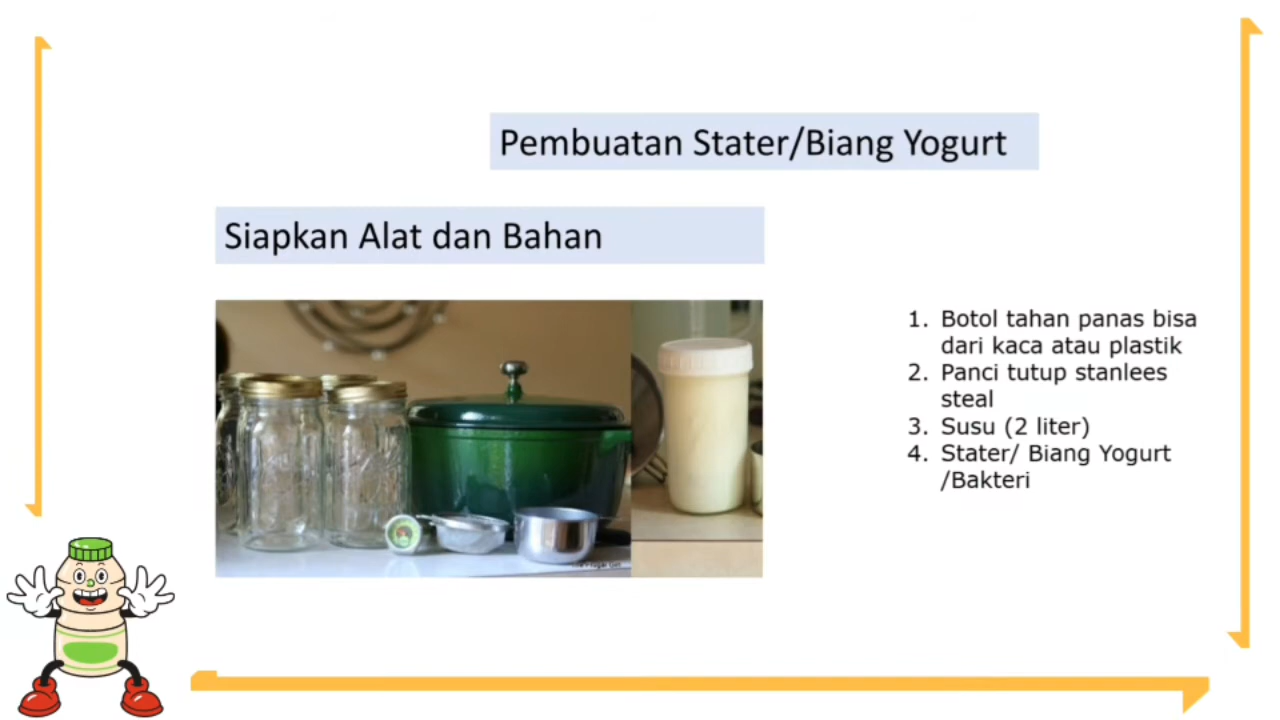 Pembuatan Stater/Biang Yogurt
Siapkan Alat dan Bahan
1. Botol tahan panas bisa
dari kaca atau plastik
2. Panci tutup stanlees
steal
3. Susu (2 liter)
4. Stater/ Biang Yogurt
/Bakteri